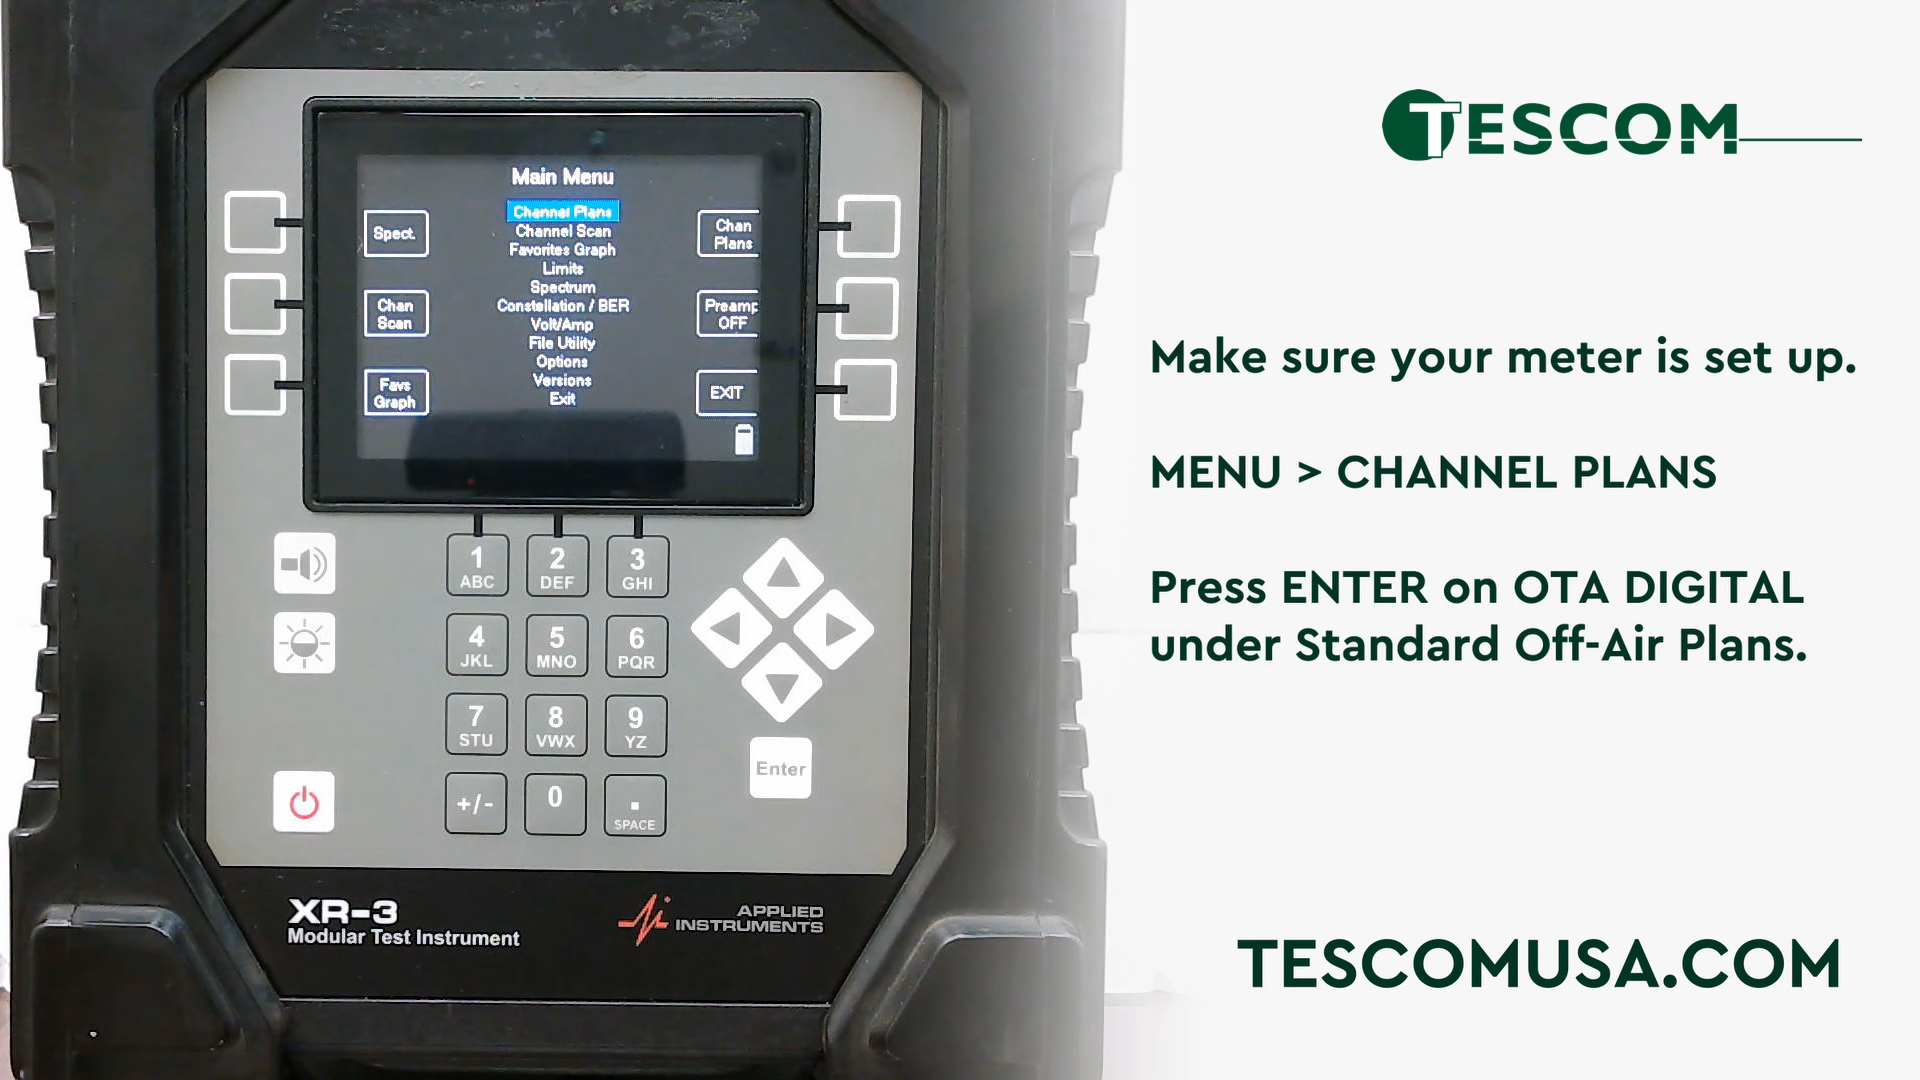 Main Menu
Channel Plans
Channel Scan
Favorites Graph
Limits
Spectrum
Constellation / BER
Volt/Amp
File Utility
Options
Versions
Exit
Spect.
Chan
Scan
Favs
Graph
Chan
Plans
Preamp
OFF
EXIT
1
ABC
2
DEF
3
GHI
4
JKL
5
MNO
6
PQR
7
STU
8
VWX
9
YZ
+/-
0
.
SPACE
Enter
XR-3
Modular Test Instrument
APPLIED
INSTRUMENTS
TESCOM
Make sure your meter is set up.
MENU > CHANNEL PLANS
Press ENTER on OTA DIGITAL
under Standard Off-Air Plans.
TESCOMUSA.COM